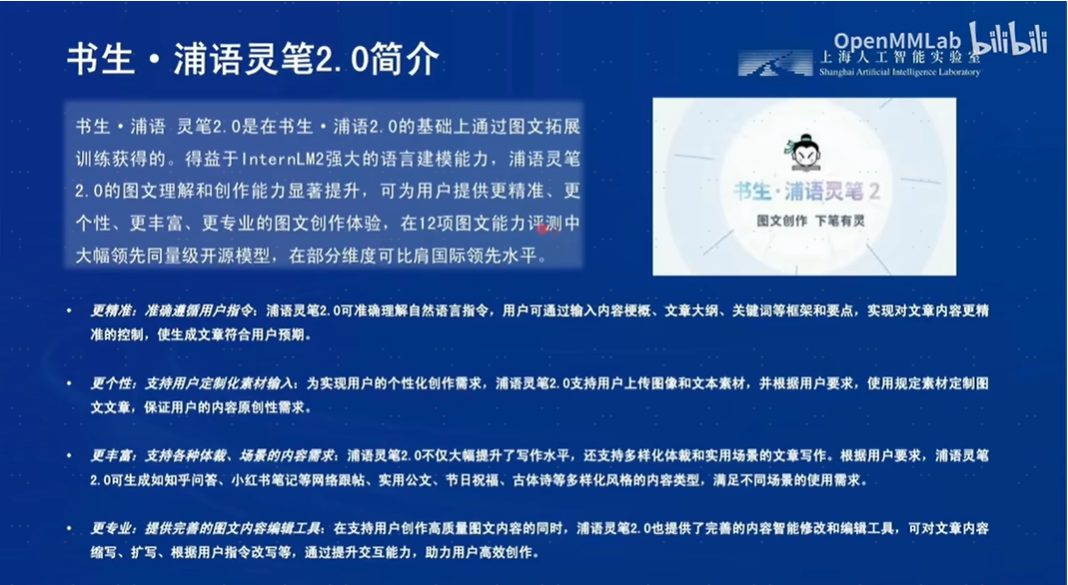 OpenMMLab bilibili
书生·浦语灵笔2.0简介
上海人工智能实验室
Shanghai Artificial Intelligence Laboratory
书生·浦语 灵笔2.0是在书生·浦语2.0的基础上通过图文拓展
训练获得的。得益于InternLM2强大的语言建模能力，浦语灵笔
2.0的图文理解和创作能力显著提升，可为用户提供更精准、更
个性、更丰富、更专业的图文创作体验，在12项图文能力评测中
大幅领先同量级开源模型，在部分维度可比肩国际领先水平。
书生·浦语灵笔2
图文创作 下笔有灵
• 更精准：准确遵循用户指令：浦语灵笔2.0可准确理解自然语言指令，用户可通过输入内容梗概、文章大纲、关键词等框架和要点，实现对文章内容更精
准的控制，使生成文章符合用户预期。
• 更个性：支持用户定制化素材输入：为实现用户的个性化创作需求，浦语灵笔2.0支持用户上传图像和文本素材，并根据用户要求，使用规定素材定制图
文文章，保证用户的内容原创性需求。
• 更丰富：支持各种体裁、场景的内容需求：浦语灵笔2.0不仅大幅提升了写作水平，还支持多样化体裁和实用场景的文章写作。根据用户要求，浦语灵笔
2.0可生成如知乎问答、小红书笔记等网络跟帖、实用公文、节日祝福、古体诗等多样化风格的内容类型，满足不同场景的使用需求。
• 更专业：提供完善的图文内容编辑工具：在支持用户创作高质量图文内容的同时，浦语灵笔2.0也提供了完善的内容智能修改和编辑工具，可对文章内容
缩写、扩写、根据用户指令改写等，通过提升交互能力，助力用户高效创作。